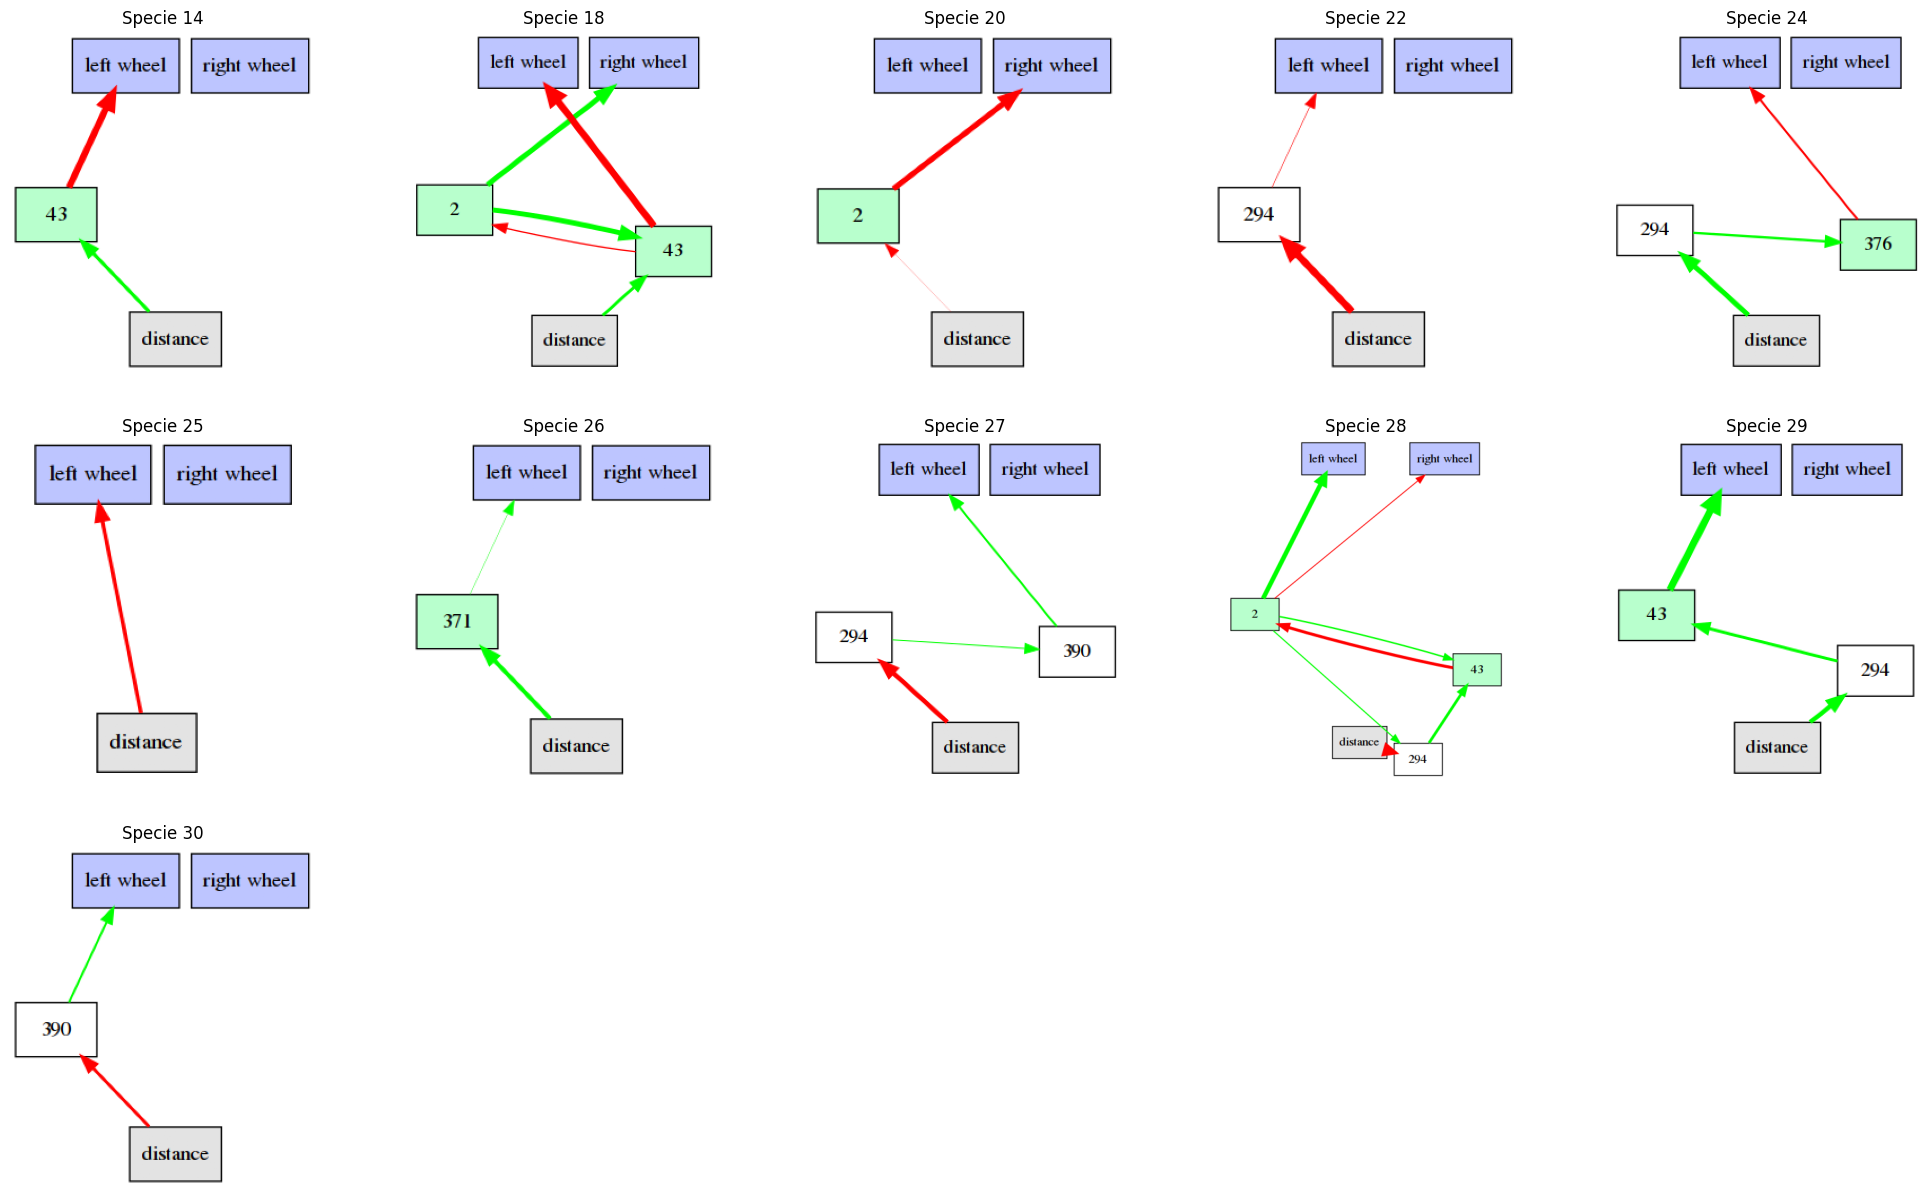 Specie 14
left wheel
right wheel
43
distance
Specie 18
left wheel
right wheel
2
43
distance
Specie 20
left wheel
right wheel
2
distance
Specie 22
left wheel
right wheel
294
distance
Specie 24
left wheel
right wheel
294
376
distance
Specie 25
left wheel
right wheel
distance
Specie 26
left wheel
right wheel
371
distance
Specie 27
left wheel
right wheel
294
390
distance
Specie 28
left wheel
right wheel
2
43
distance
294
Specie 29
left wheel
right wheel
43
294
distance
Specie 30
left wheel
right wheel
390
distance